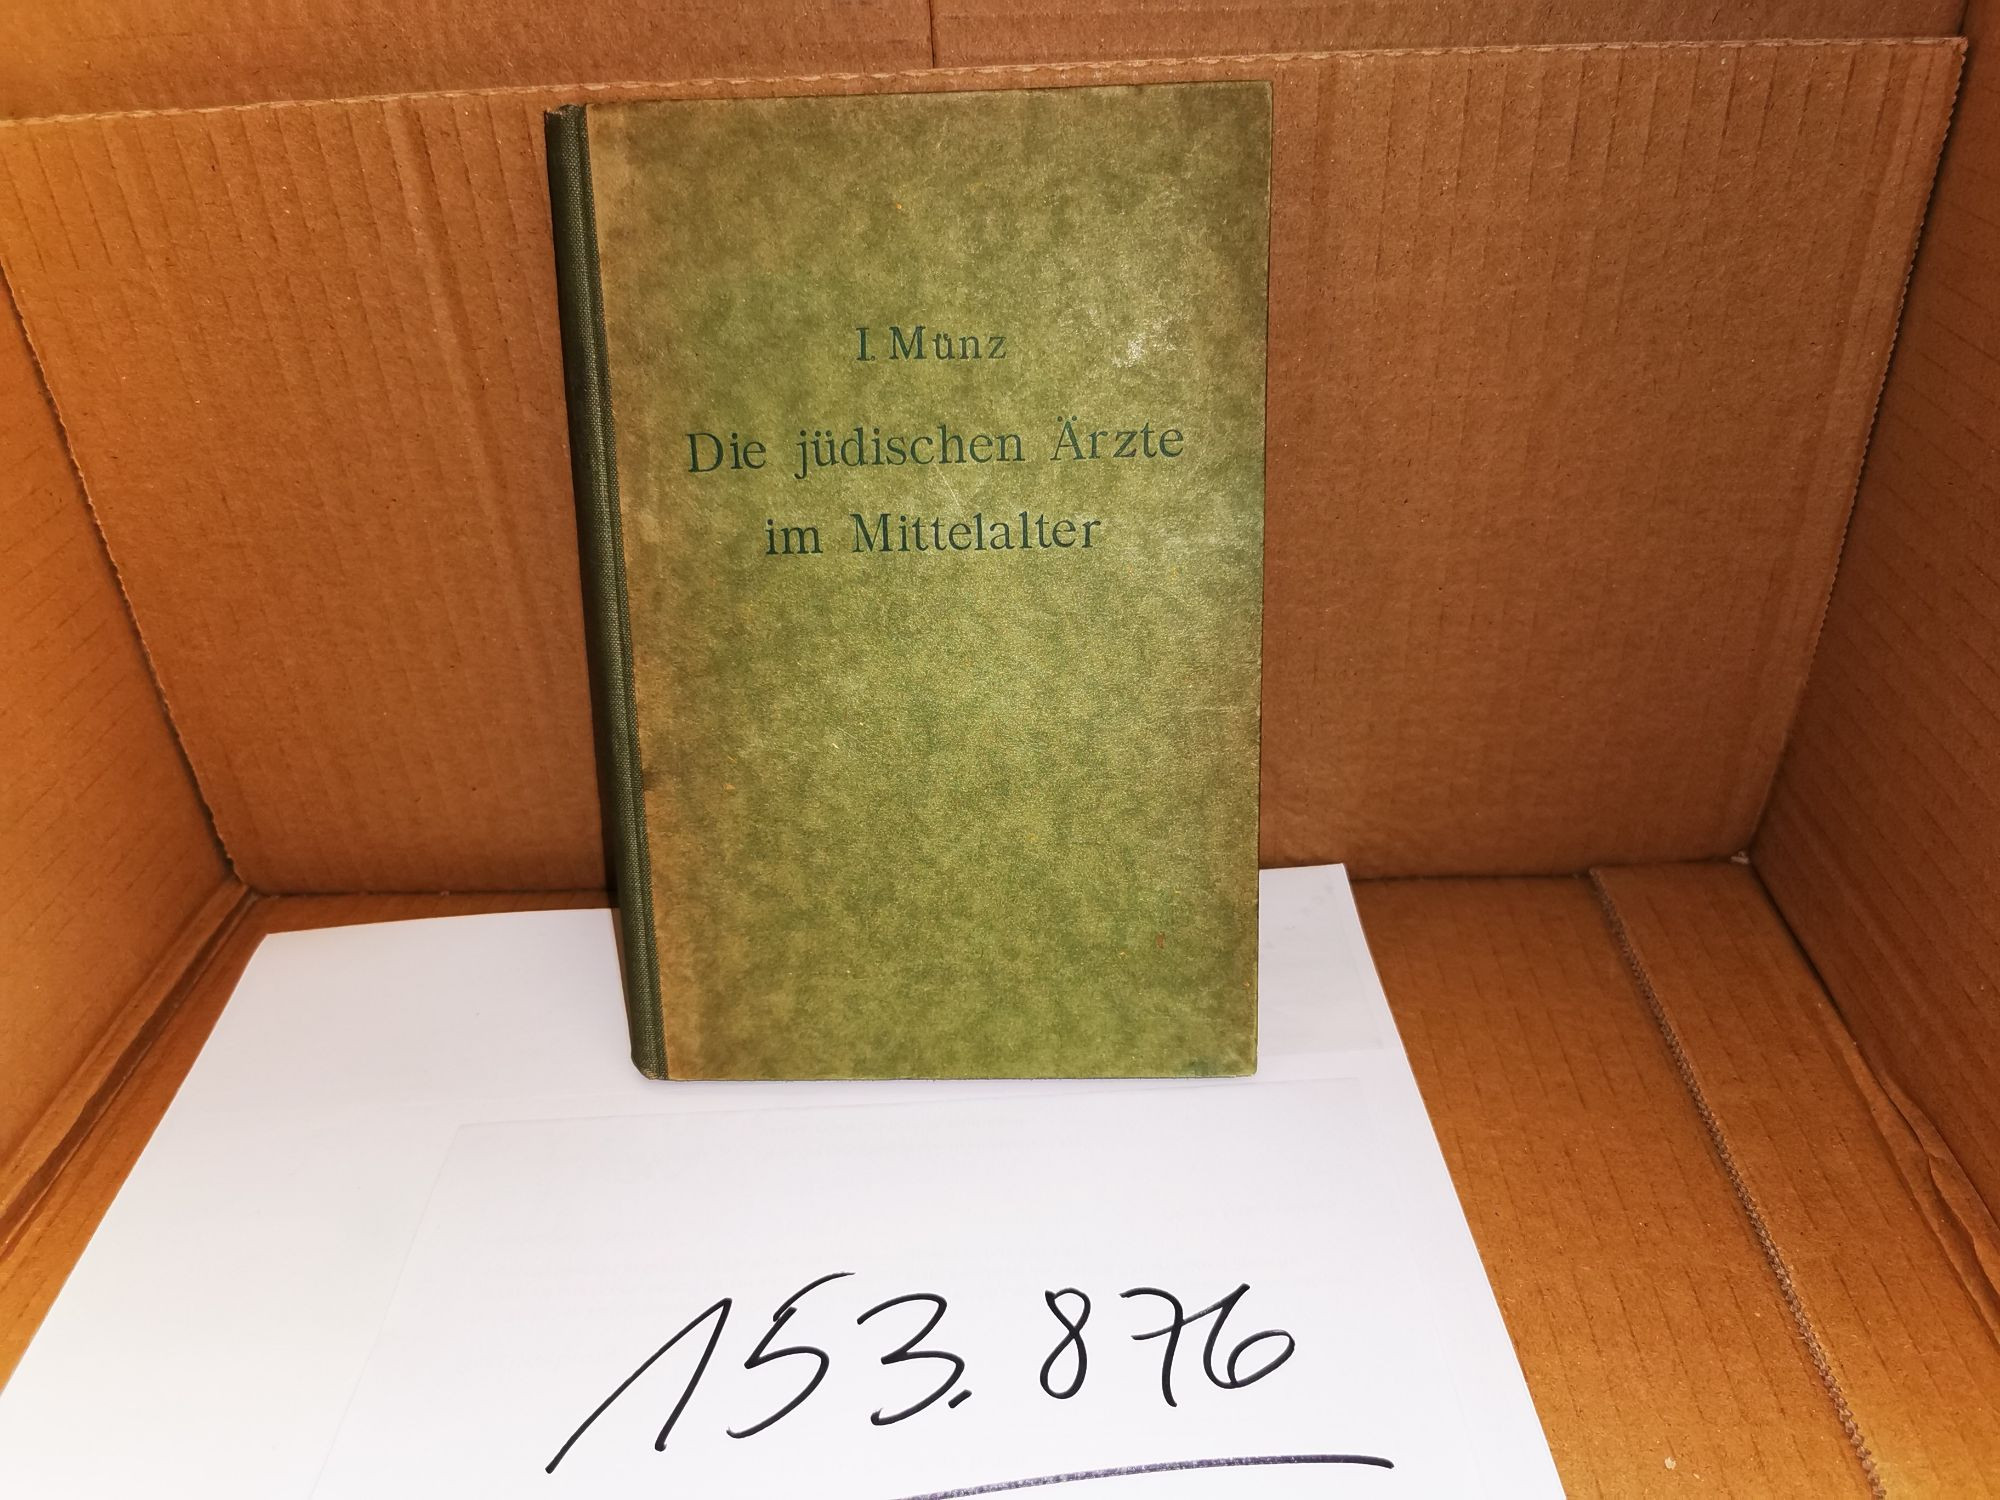 I. Münz
Die jüdischen Ärzte
im Mittelalter
153.876